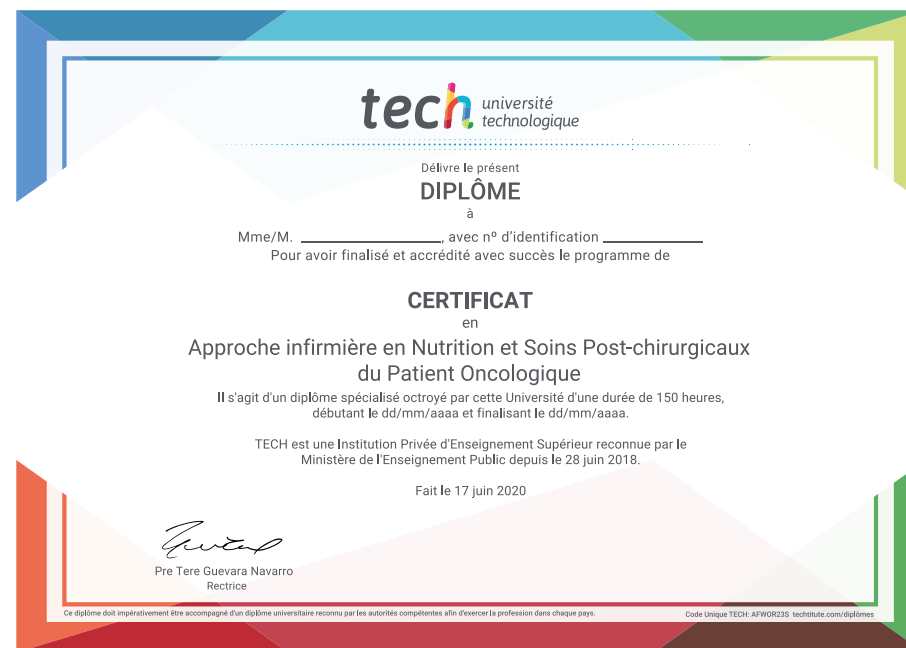 tech université
technologique
Délivre le présent
DIPLÔME
à
Mme/M. ____________________, avec nº d'identification ______________
Pour avoir finalisé et accrédité avec succès le programme de
CERTIFICAT
en
Approche infirmière en Nutrition et Soins Post-chirurgicaux
du Patient Oncologique
Il s'agit d'un diplôme spécialisé octroyé par cette Université d'une durée de 150 heures,
débutant le dd/mm/aaaa et finalisant le dd/mm/aaaa.
TECH est une Institution Privée d'Enseignement Supérieur reconnue par le
Ministère de l'Enseignement Public depuis le 28 juin 2018.
Fait le 17 juin 2020
Pre Tere Guevara Navarro
Rectrice
Ce diplôme doit impérativement être accompagné d'un diplôme universitaire reconnu par les autorités compétentes afin d'exercer la profession dans chaque pays.
Code Unique TECH: AFWOR23S techtitute.com/diplômes